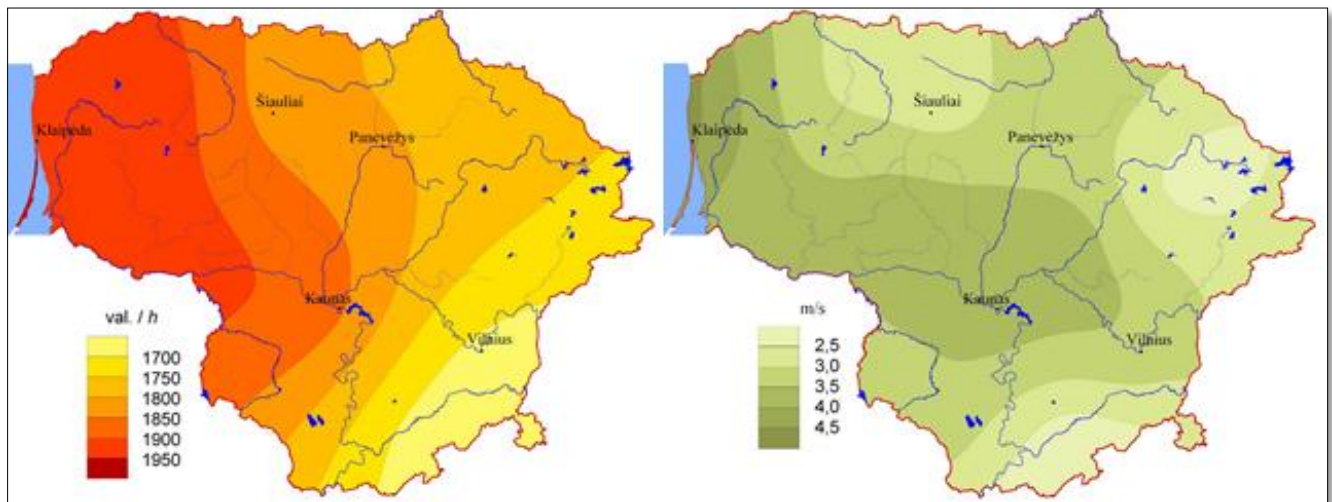 Šiauliai
Klaipėda
Panevėžys
Kaunas
val. / h
Vilnius
1700
1750
1800
1850
1900
1950
Šiauliai
Klaipėda
Panevėžys
Kaunas
m/s
Vilnius
2,5
3,0
3,5
4,0
4,5